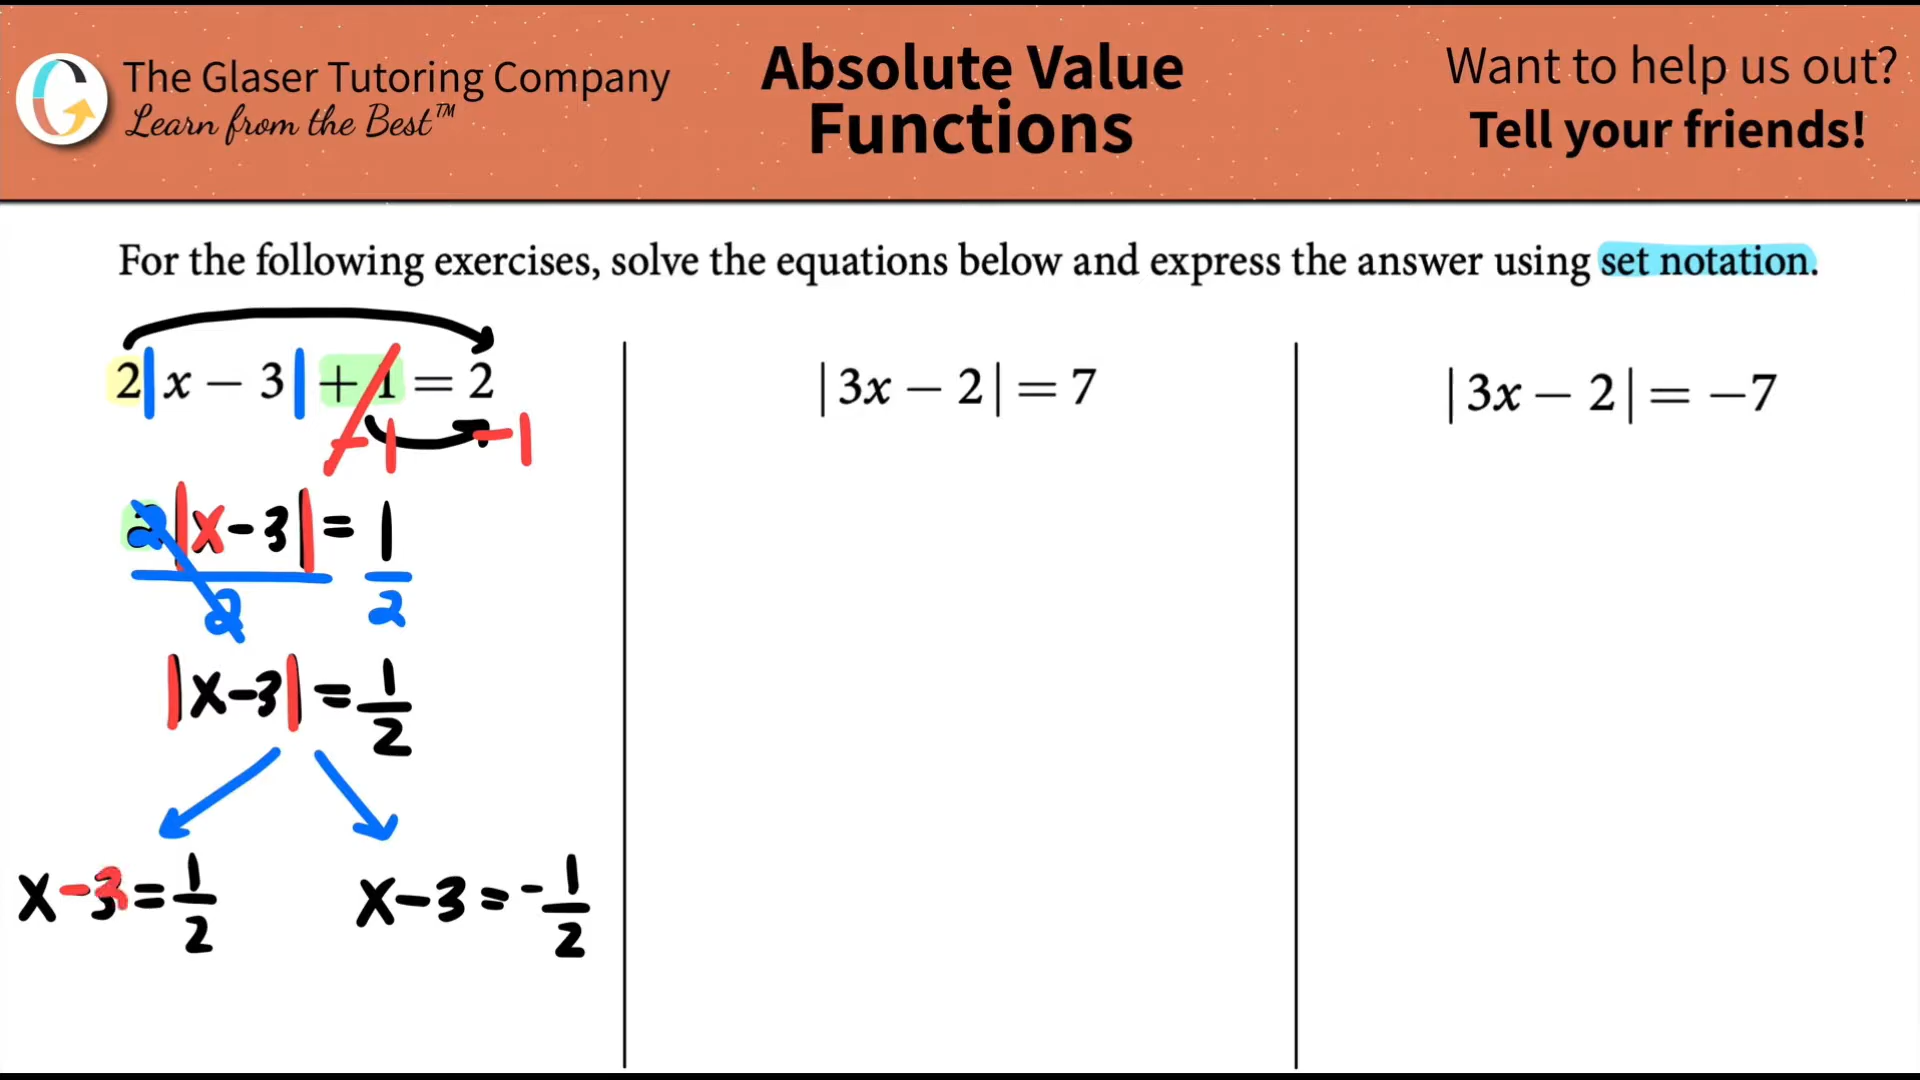 The Glaser Tutoring Company
Learn from the Best™
Absolute Value
Functions
Want to help us out?
Tell your friends!
For the following exercises, solve the equations below and express the answer using set notation.
2|x − 3| + 1 = 2
−1 −1
2|x-3| = 1
2 2
|x-3| = 1/2
x-3 = 1/2
x-3 = -1/2
|3x − 2| = 7
|3x − 2| = −7